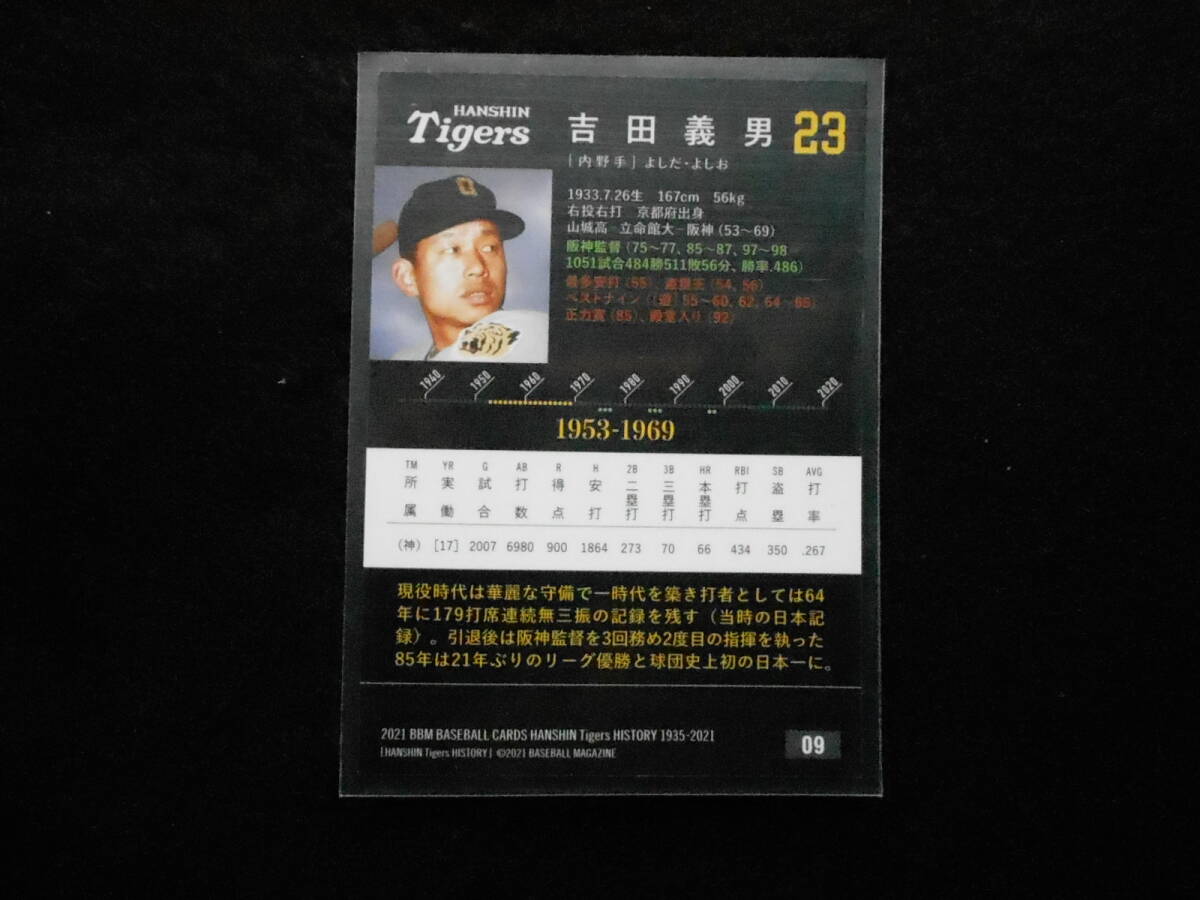 HANSHIN
Tigers
吉田義男 23
[内野手] よしだ・よしお
1933.7.26生 167cm 56kg
右投右打 京都府出身
山城高−立命館大−阪神 (53〜69)
阪神監督 (75〜77、85〜87、97〜98
1051試合484勝511敗56分、勝率.486)
最多安打 (55)、盗塁王 (54、56)
ベストナイン ([遊] 55〜60、62、64〜65)
正力賞 (85)、殿堂入り (92)
1940 1950 1960 1970 1980 1990 2000 2010 2020
1953-1969
TM YR G AB R H 2B 3B HR RBI SB AVG
所属 実働 試合 打数 得点 安打 二塁打 三塁打 本塁打 打点 盗塁 打率
(神) [17] 2007 6980 900 1864 273 70 66 434 350 .267
現役時代は華麗な守備で一時代を築き打者としては64
年に179打席連続無三振の記録を残す（当時の日本記
録）。引退後は阪神監督を3回務め2度目の指揮を執った
85年は21年ぶりのリーグ優勝と球団史上初の日本一に。
2021 BBM BASEBALL CARDS HANSHIN Tigers HISTORY 1935-2021
[HANSHIN Tigers HISTORY] ©2021 BASEBALL MAGAZINE
09